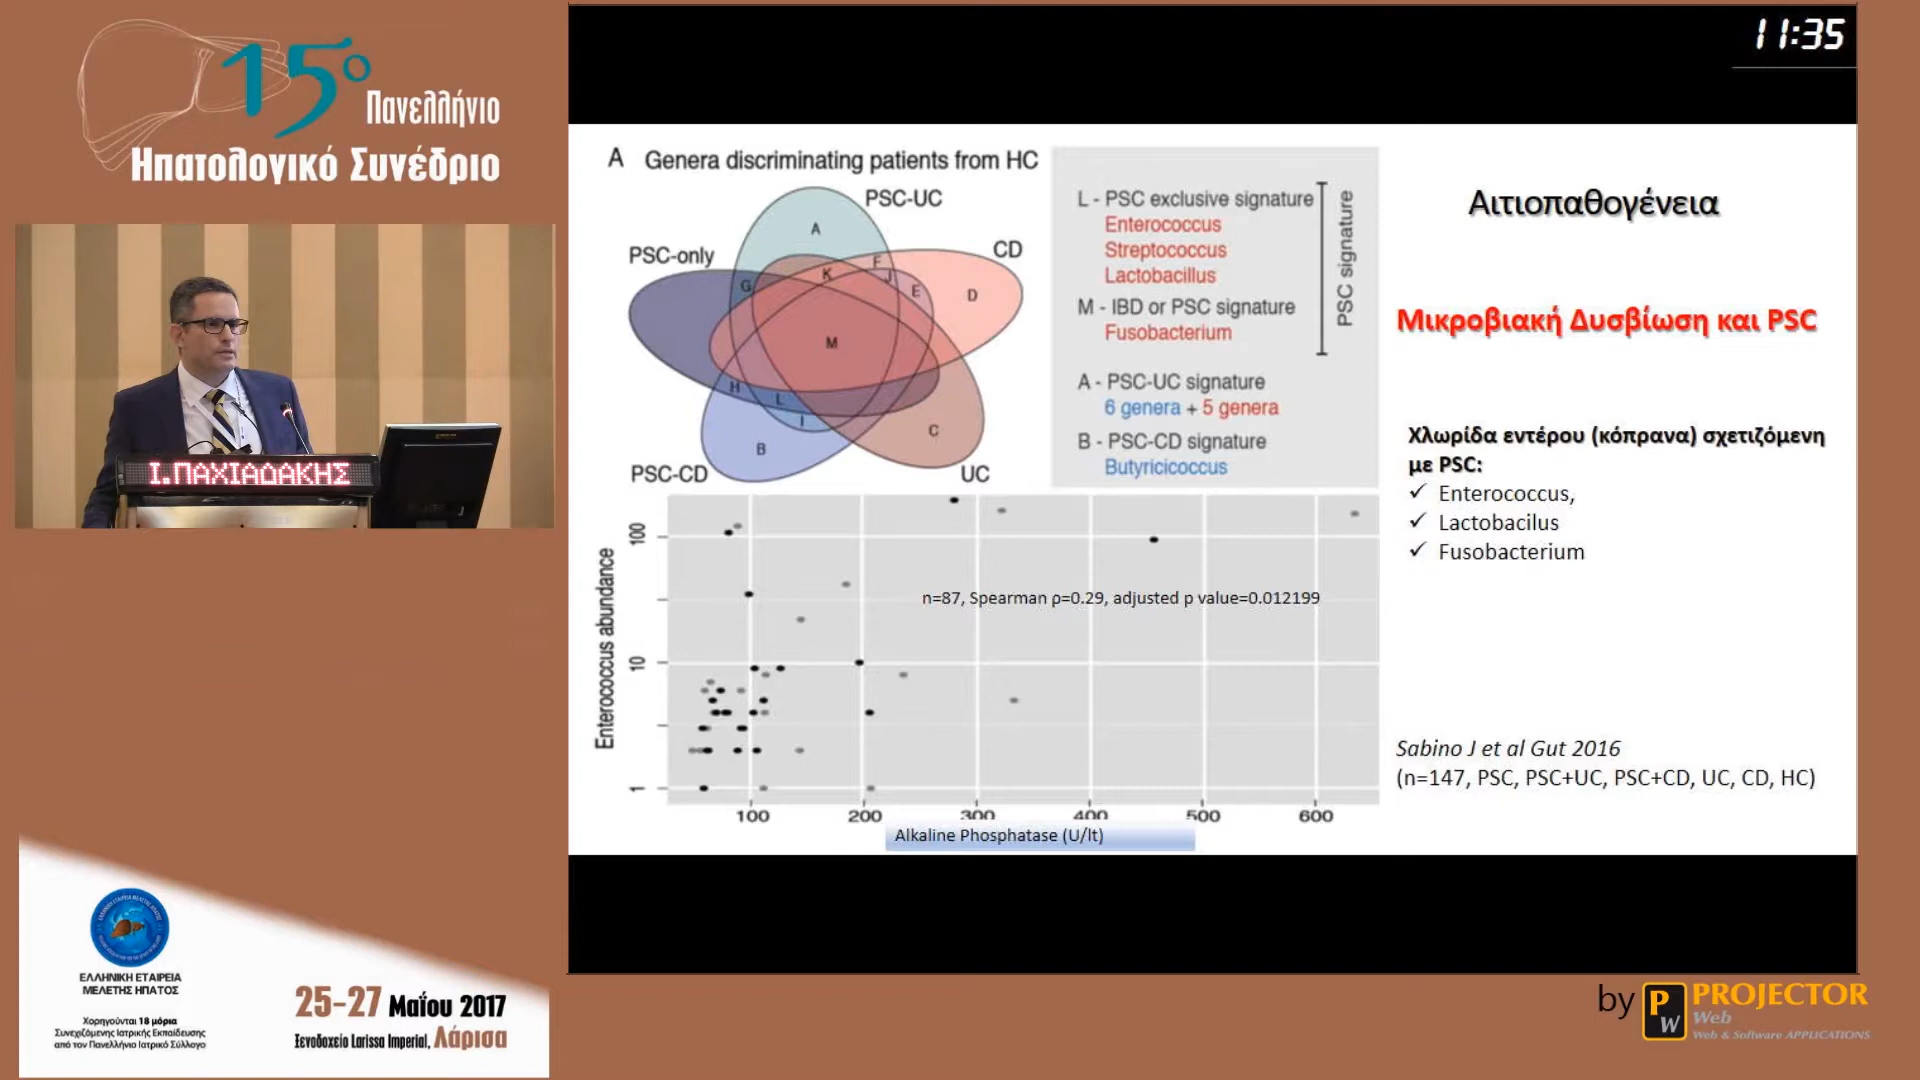 15ο
Πανελλήνιο
Ηπατολογικό Συνέδριο
Ι.ΠΑΧΙΑΔΑΚΗΣ
ΕΛΛΗΝΙΚΗ ΕΤΑΙΡΕΙΑ
ΜΕΛΕΤΗΣ ΗΠΑΤΟΣ
Χορηγούνται 18 μόρια
Συνεχιζόμενης Ιατρικής Εκπαίδευσης
από τον Πανελλήνιο Ιατρικό Σύλλογο
25-27 Μαΐου 2017
Ξενοδοχείο Larissa Imperial, Λάρισα
11:35
A Genera discriminating patients from HC
PSC-UC
PSC-only
CD
PSC-CD
UC
A
K
F
J
G
E
D
M
H
L
I
B
C
L - PSC exclusive signature
Enterococcus
Streptococcus
Lactobacillus
M - IBD or PSC signature
Fusobacterium
PSC signature
A - PSC-UC signature
6 genera + 5 genera
B - PSC-CD signature
Butyricicoccus
Enterococcus abundance
100
10
1
n=87, Spearman ρ=0.29, adjusted p value=0.012199
100 200 300 400 500 600
Alkaline Phosphatase (U/lt)
Αιτιοπαθογένεια
Μικροβιακή Δυσβίωση και PSC
Χλωρίδα εντέρου (κόπρανα) σχετιζόμενη
με PSC:
✓ Enterococcus,
✓ Lactobacilus
✓ Fusobacterium
Sabino J et al Gut 2016
(n=147, PSC, PSC+UC, PSC+CD, UC, CD, HC)
by PW PROJECTOR
Web
Web & Software APPLICATIONS